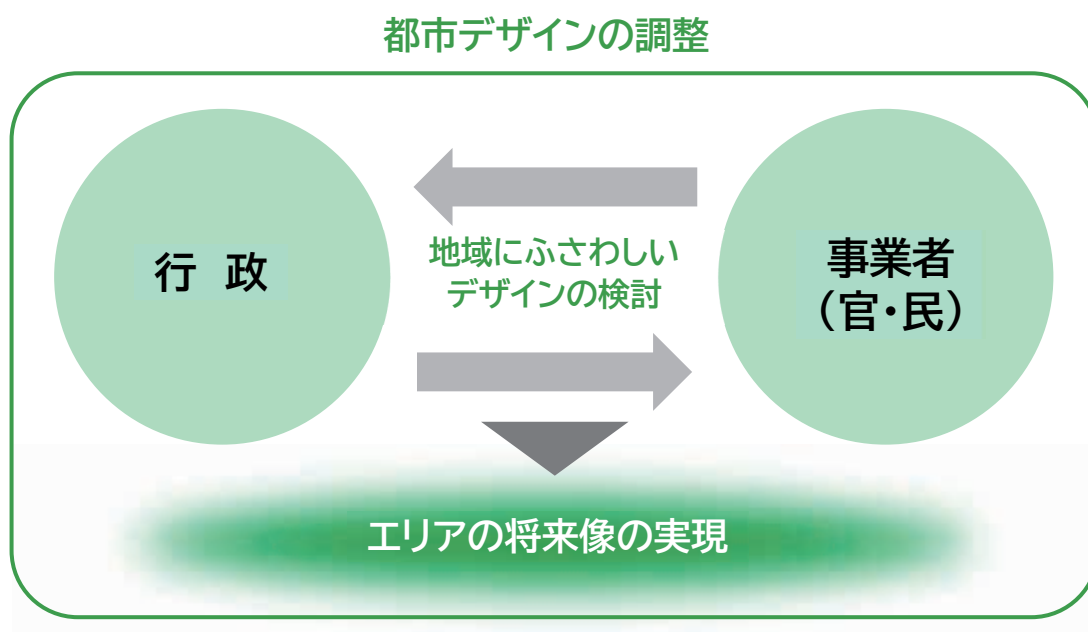 都市デザインの調整
行 政
地域にふさわしい
デザインの検討
事業者
（官・民）
エリアの将来像の実現